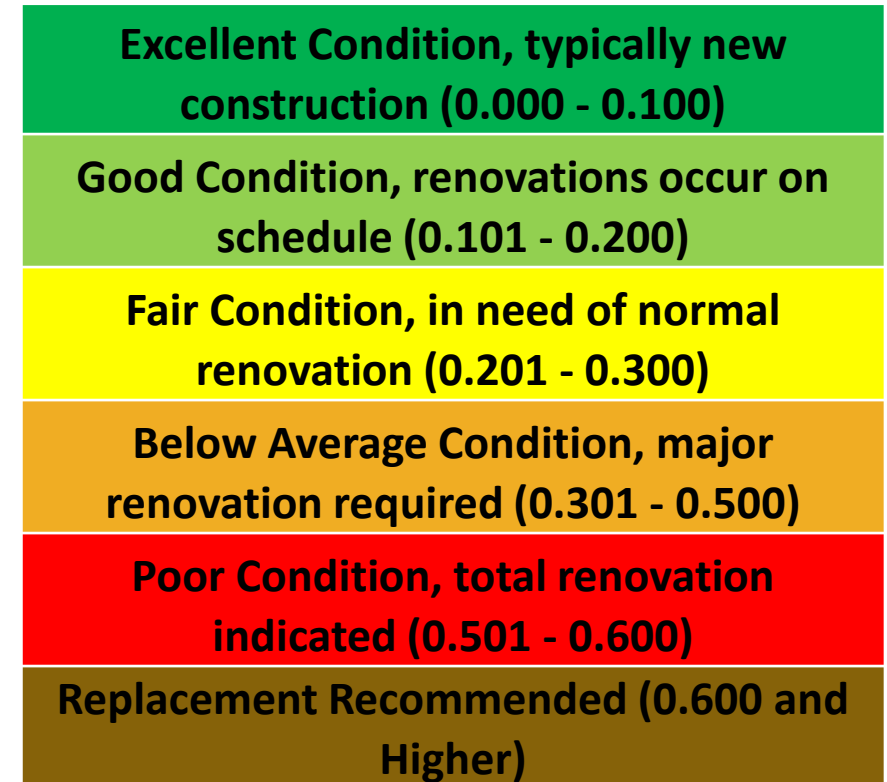 Excellent Condition, typically new
construction (0.000 - 0.100)
Good Condition, renovations occur on
schedule (0.101 - 0.200)
Fair Condition, in need of normal
renovation (0.201 - 0.300)
Below Average Condition, major
renovation required (0.301 - 0.500)
Poor Condition, total renovation
indicated (0.501 - 0.600)
Replacement Recommended (0.600 and
Higher)